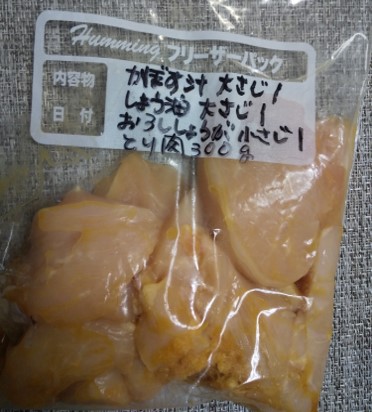 Humming フリーザーバック
内容物
日付
かぼす汁 大さじ1
しょう油 大さじ1
おろししょうが 小さじ1
とり肉 300g